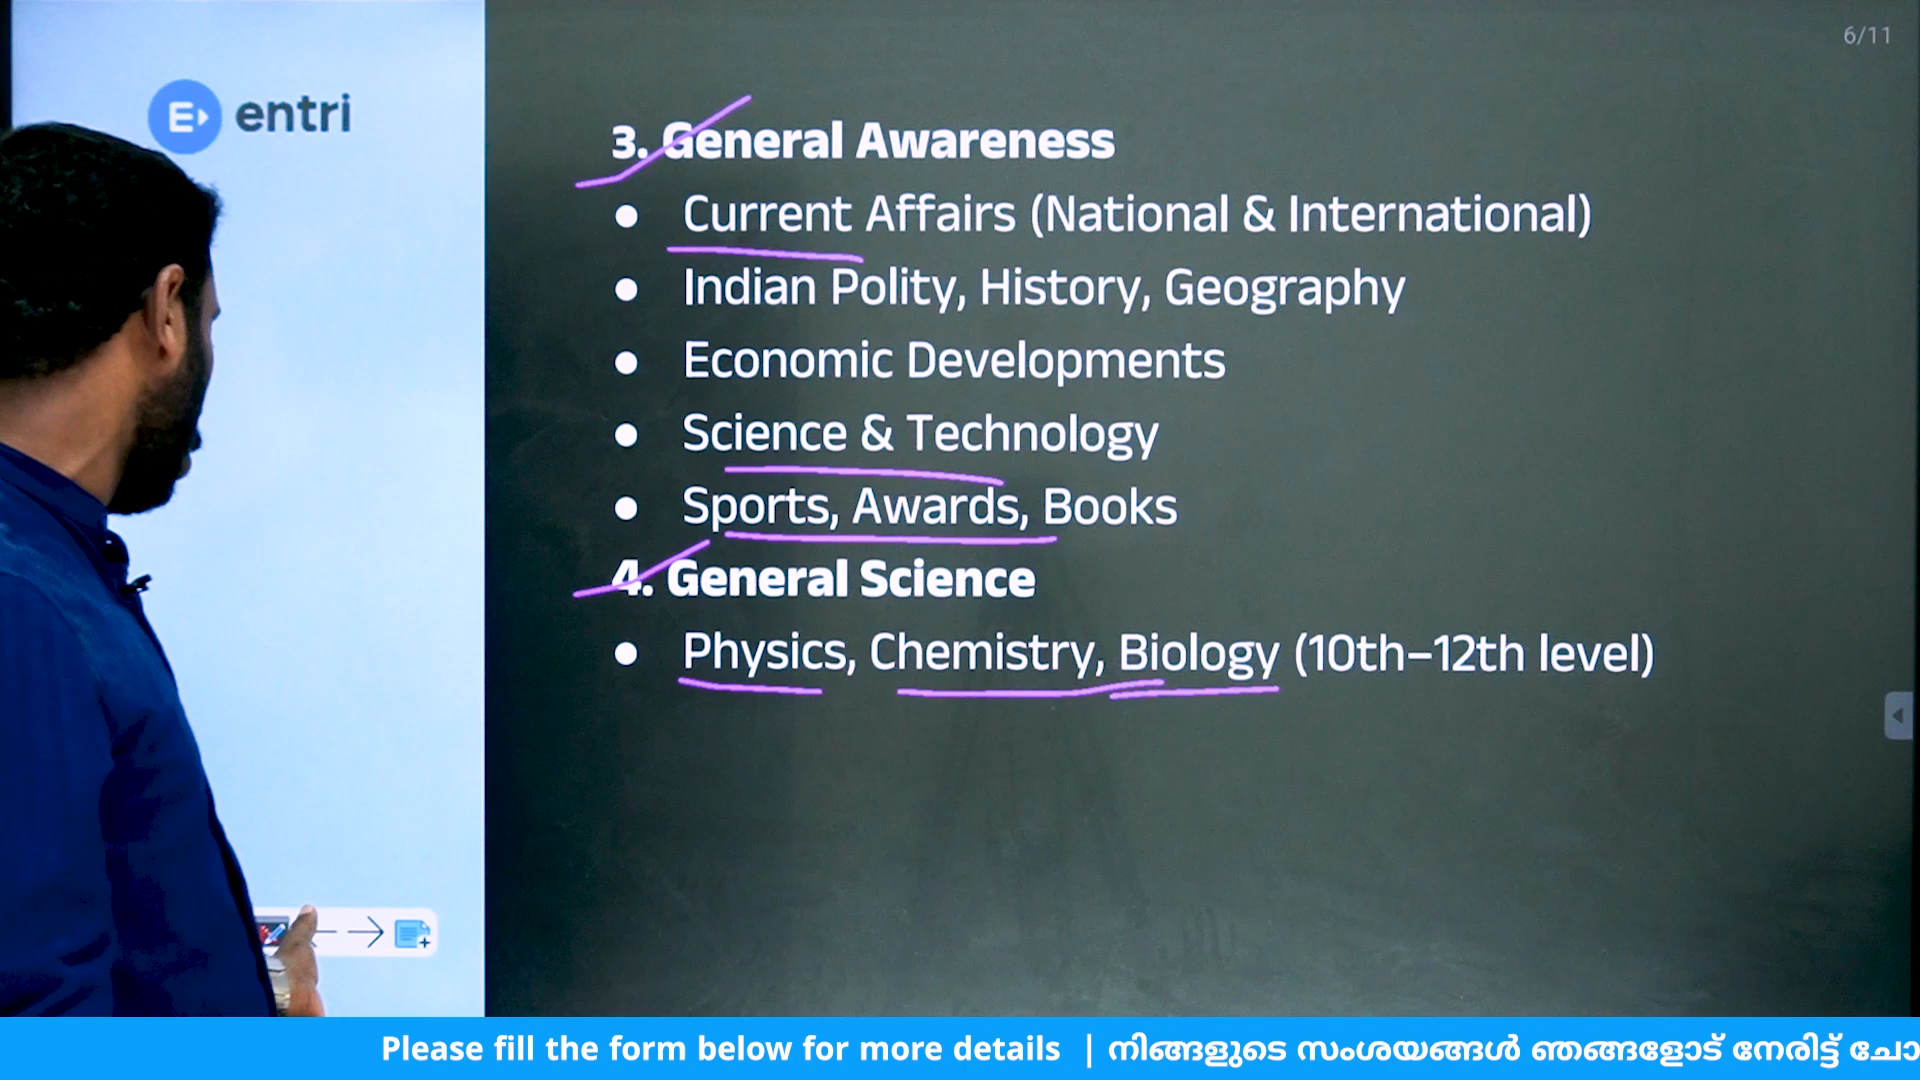 6/11
entri
3. General Awareness
● Current Affairs (National & International)
● Indian Polity, History, Geography
● Economic Developments
● Science & Technology
● Sports, Awards, Books
4. General Science
● Physics, Chemistry, Biology (10th–12th level)
Please fill the form below for more details | നിങ്ങളുടെ സംശയങ്ങൾ ഞങ്ങളോട് നേരിട്ട്